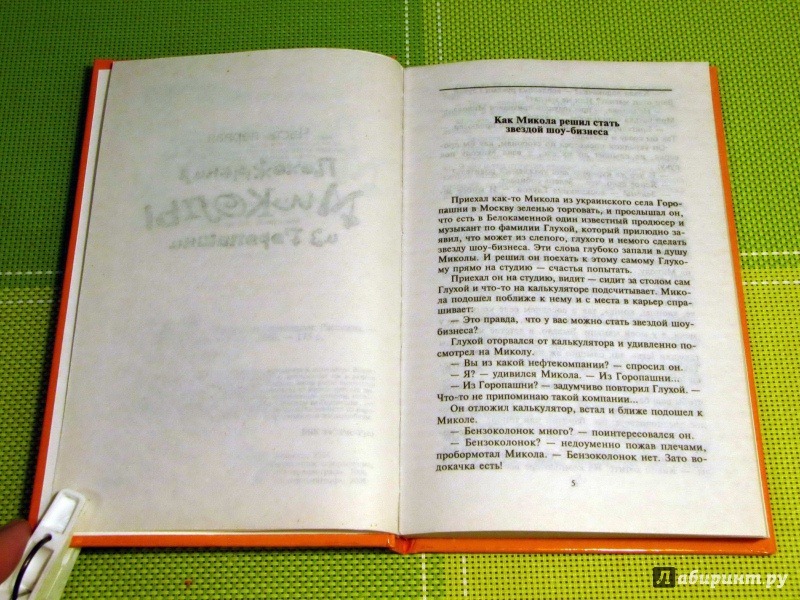 Часть первая
Похождения
Миколы
из Горопашни
Как Микола решил стать
звездой шоу-бизнеса
Приехал как-то Микола из украинского села Горо-
пашни в Москву зеленью торговать, и прослышал он,
что есть в Белокаменной один известный продюсер и
музыкант по фамилии Глухой, который прилюдно за-
явил, что может из слепого, глухого и немого сделать
звезду шоу-бизнеса. Эти слова глубоко запали в душу
Миколы. И решил он поехать к этому самому Глухо-
му прямо на студию — счастья попытать.
Приехал он на студию, видит — сидит за столом сам
Глухой и что-то на калькуляторе подсчитывает. Мико-
ла подошел поближе к нему и с места в карьер спра-
шивает:
— Это правда, что у вас можно стать звездой шоу-
бизнеса?
Глухой оторвался от калькулятора и удивленно по-
смотрел на Миколу.
— Вы из какой нефтекомпании? — спросил он.
— Я? — удивился Микола. — Из Горопашни...
— Из Горопашни? — задумчиво повторил Глухой. —
Что-то не припоминаю такой компании...
Он отложил калькулятор, встал и ближе подошел к
Миколе.
— Бензоколонок много? — поинтересовался он.
— Бензоколонок? — недоуменно пожав плечами,
пробормотал Микола. — Бензоколонок нет. Зато во-
докачка есть!
5
Лабиринт.ру